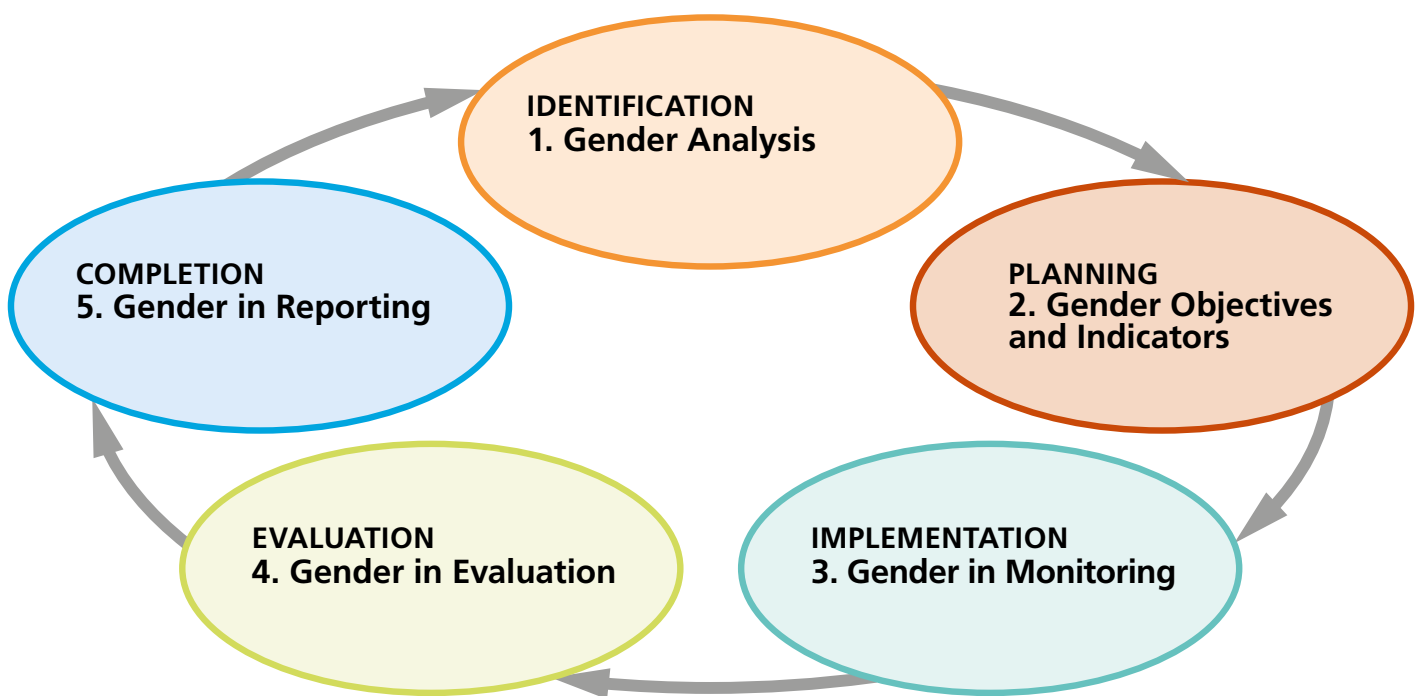 IDENTIFICATION
1. Gender Analysis
PLANNING
2. Gender Objectives
and Indicators
IMPLEMENTATION
3. Gender in Monitoring
EVALUATION
4. Gender in Evaluation
COMPLETION
5. Gender in Reporting